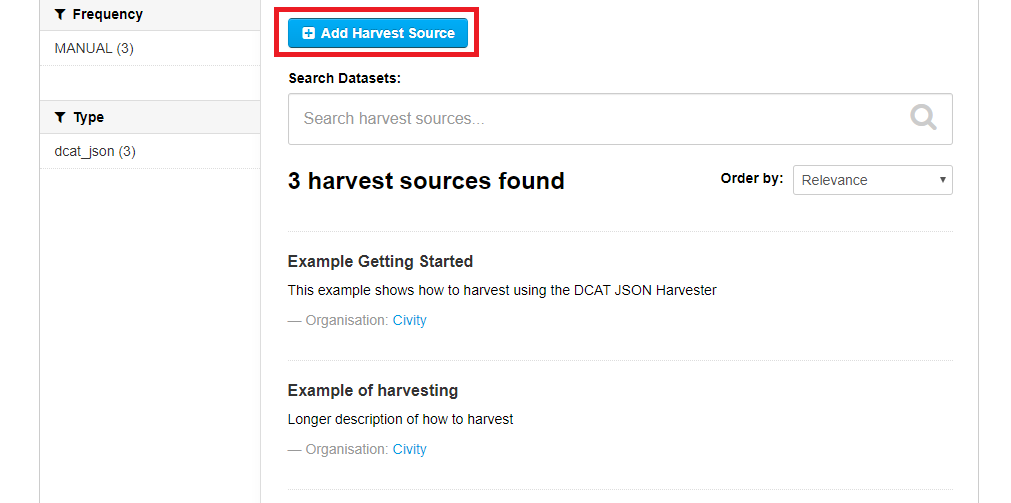 Frequency
MANUAL (3)
Type
dcat_json (3)
Add Harvest Source
Search Datasets:
Search harvest sources...
3 harvest sources found
Order by:
Relevance
Example Getting Started
This example shows how to harvest using the DCAT JSON Harvester
— Organisation: Civity
Example of harvesting
Longer description of how to harvest
— Organisation: Civity